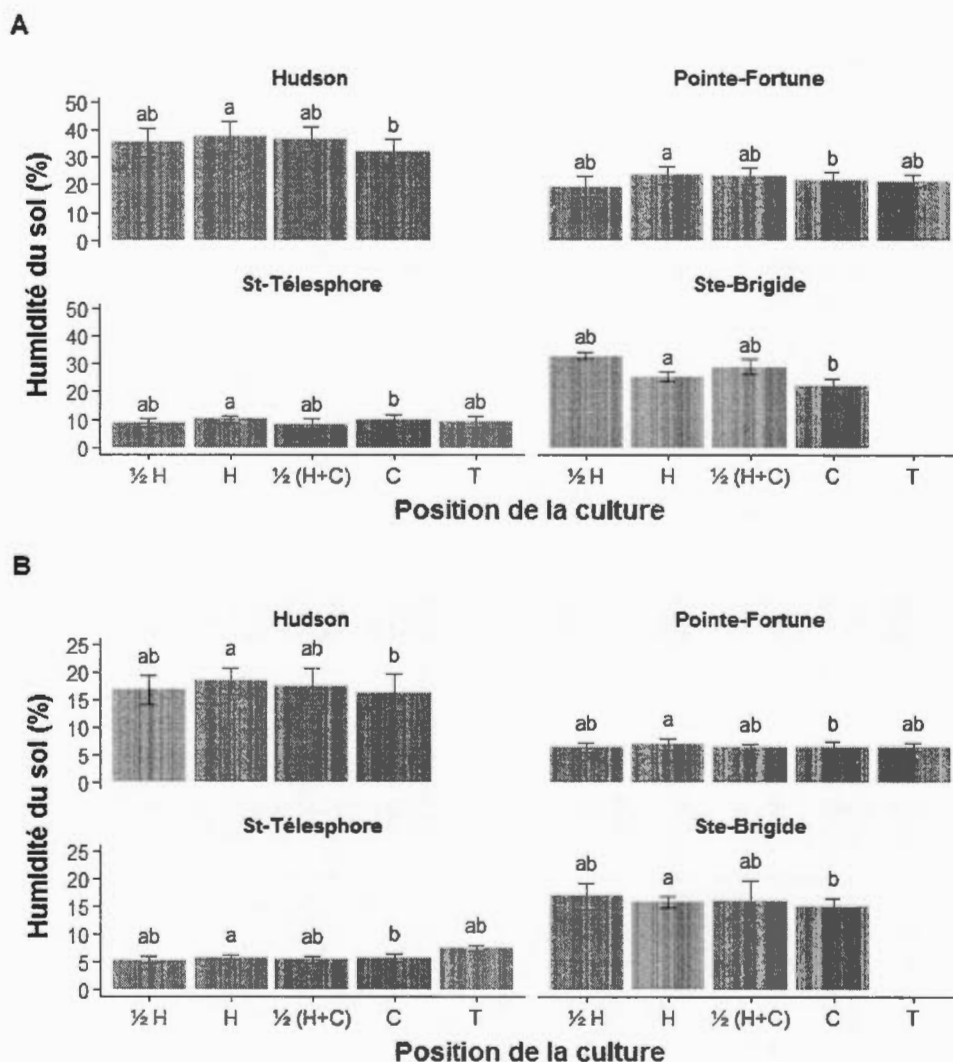 A
Hudson
Pointe-Fortune
Humidité du sol (%)
50
40
30
20
10
0
ab
a
ab
b
ab
a
ab
b
ab
St-Télesphore
Ste-Brigide
50
40
30
20
10
0
ab
a
ab
b
ab
ab
a
ab
b
½ H
H
½ (H+C)
C
T
½ H
H
½ (H+C)
C
T
Position de la culture
B
Hudson
Pointe-Fortune
Humidité du sol (%)
25
20
15
10
5
0
ab
a
ab
b
ab
a
ab
b
ab
St-Télesphore
Ste-Brigide
25
20
15
10
5
0
ab
a
ab
b
ab
ab
a
ab
b
½ H
H
½ (H+C)
C
T
½ H
H
½ (H+C)
C
T
Position de la culture